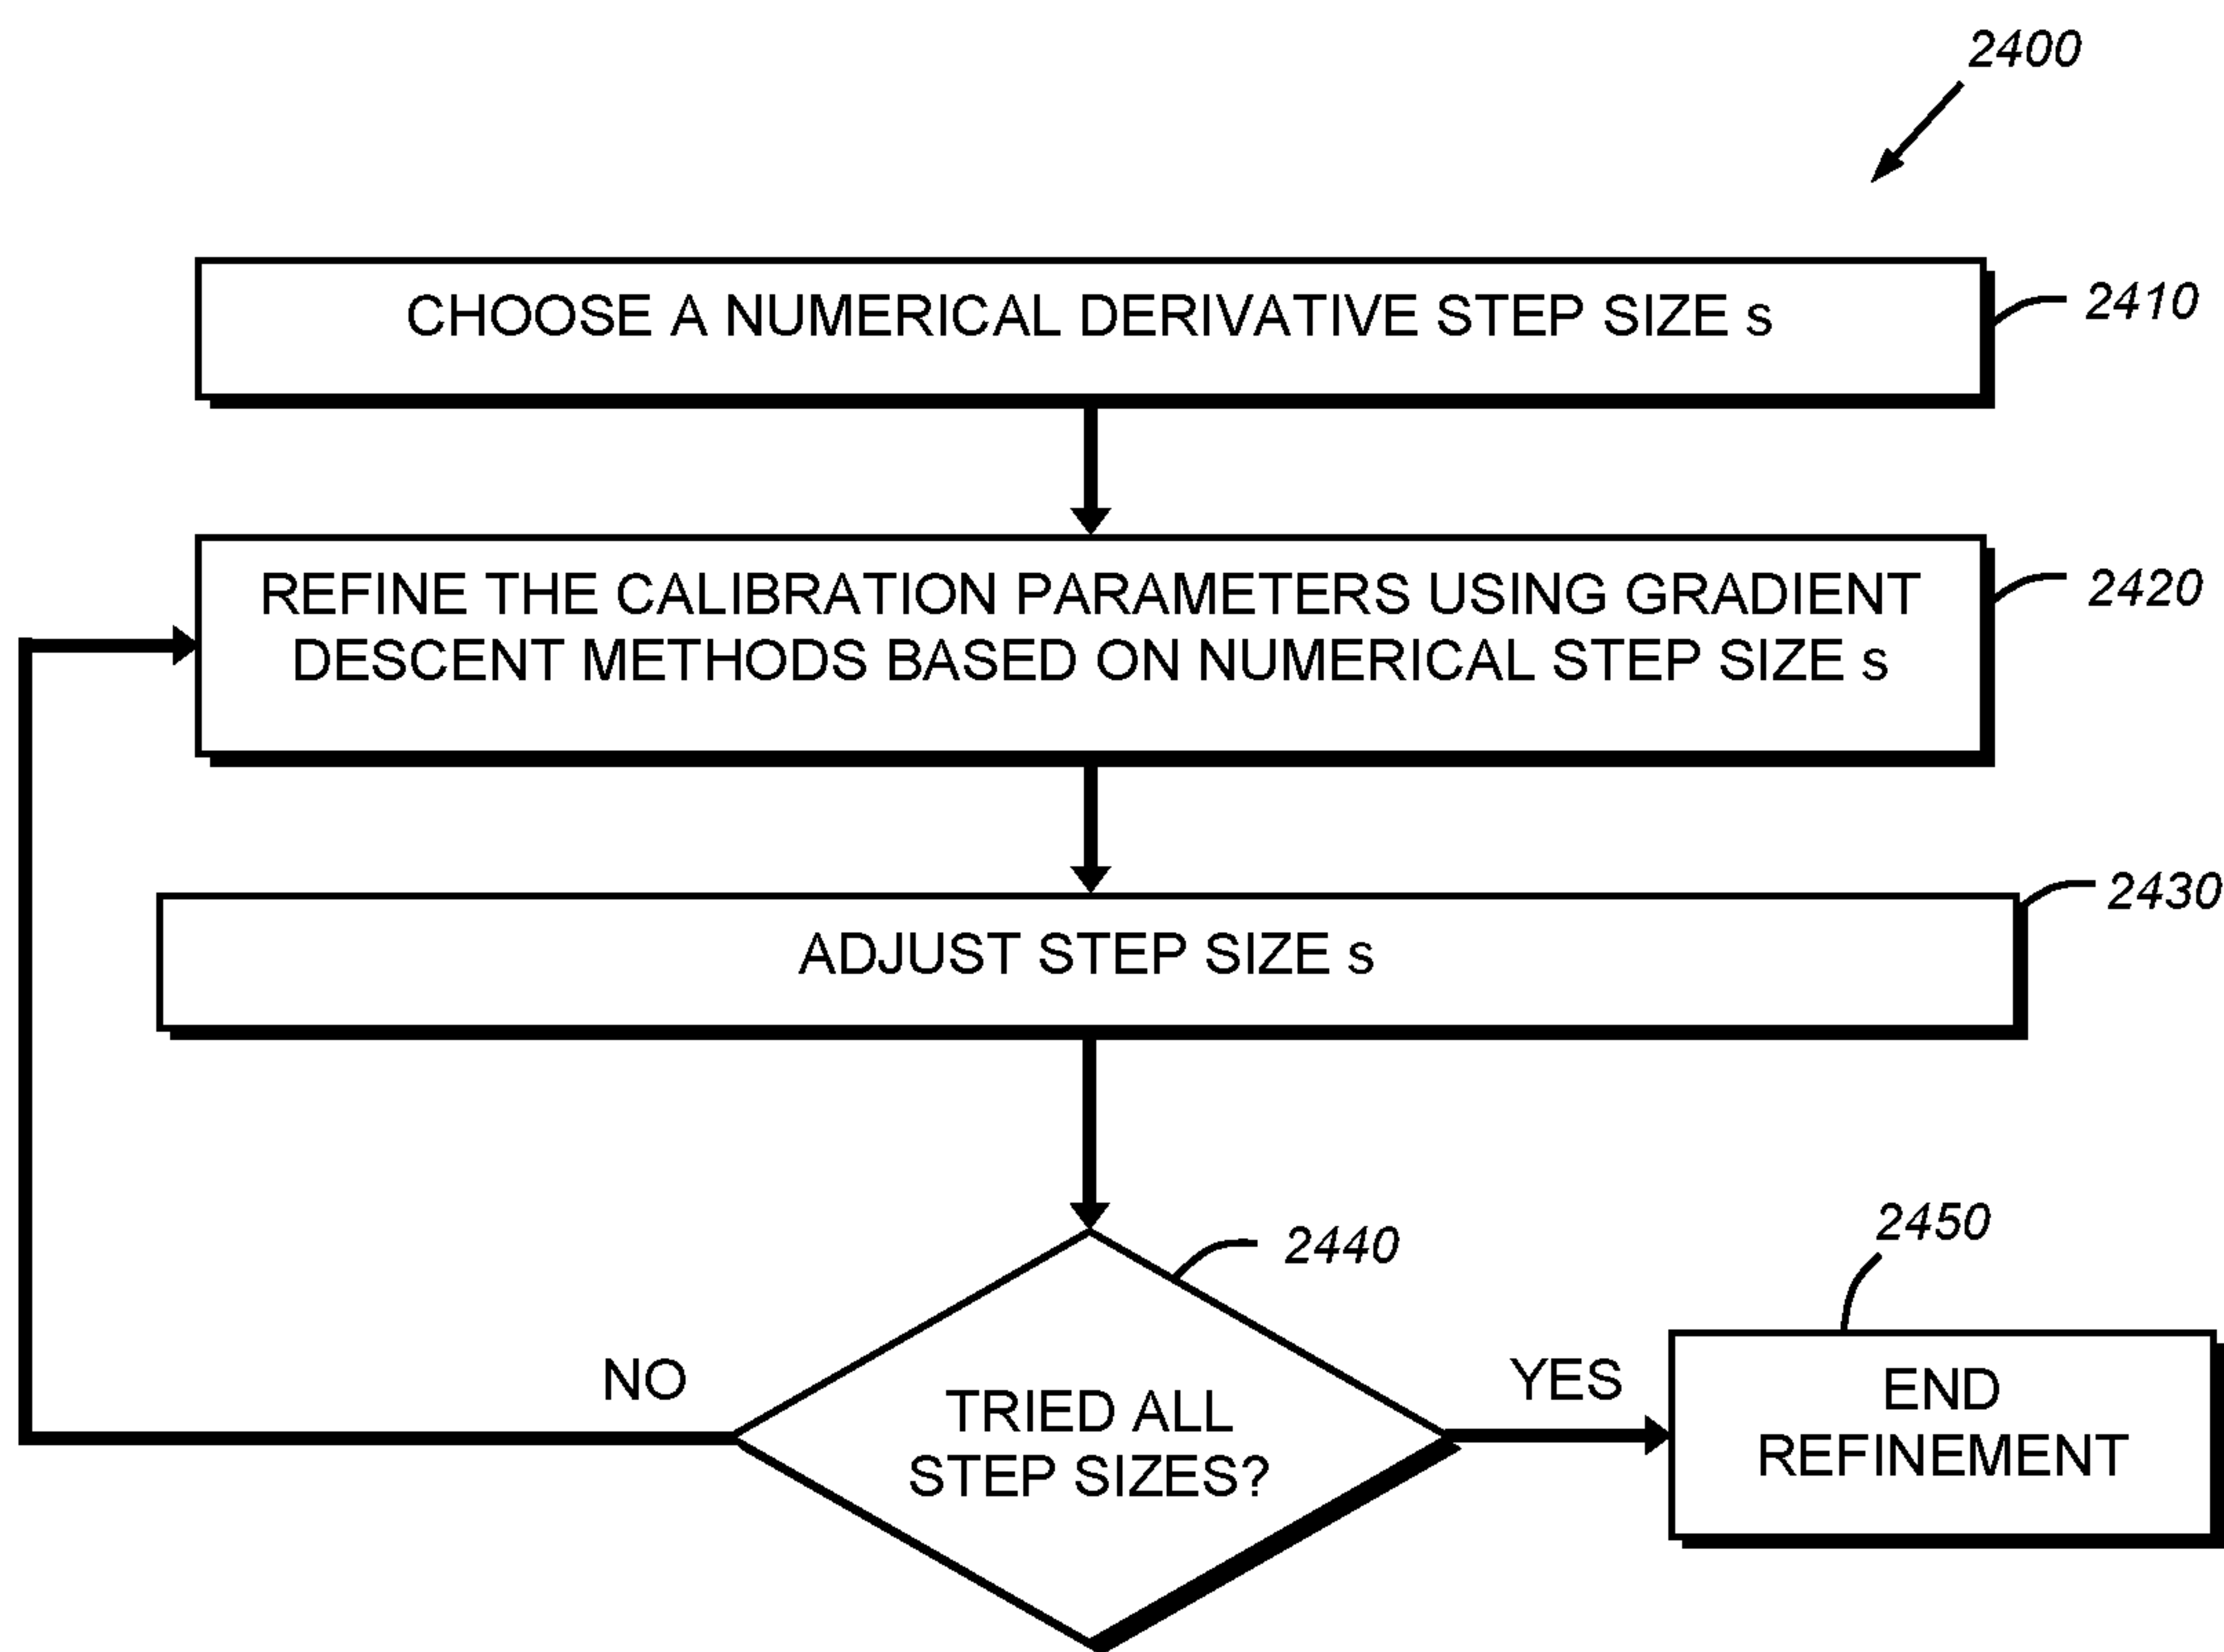 2400
CHOOSE A NUMERICAL DERIVATIVE STEP SIZE s
2410
REFINE THE CALIBRATION PARAMETERS USING GRADIENT
DESCENT METHODS BASED ON NUMERICAL STEP SIZE s
2420
ADJUST STEP SIZE s
2430
2440
TRIED ALL
STEP SIZES?
NO
YES
2450
END
REFINEMENT